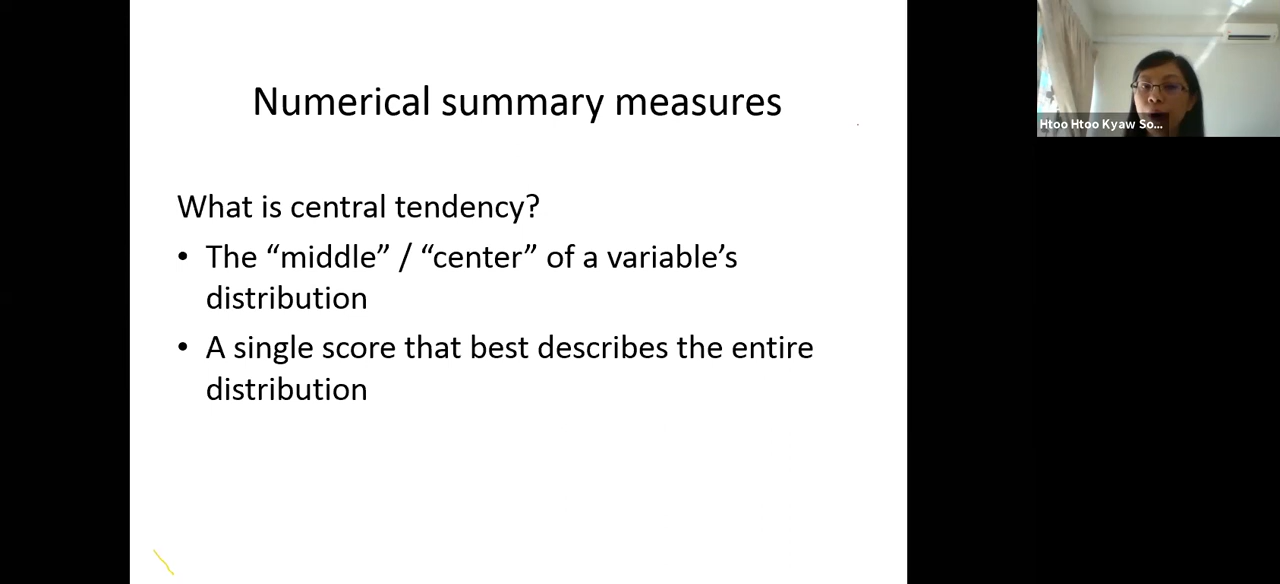 Numerical summary measures
Htoo Htoo Kyaw So...
What is central tendency?
• The “middle” / “center” of a variable’s
distribution
• A single score that best describes the entire
distribution